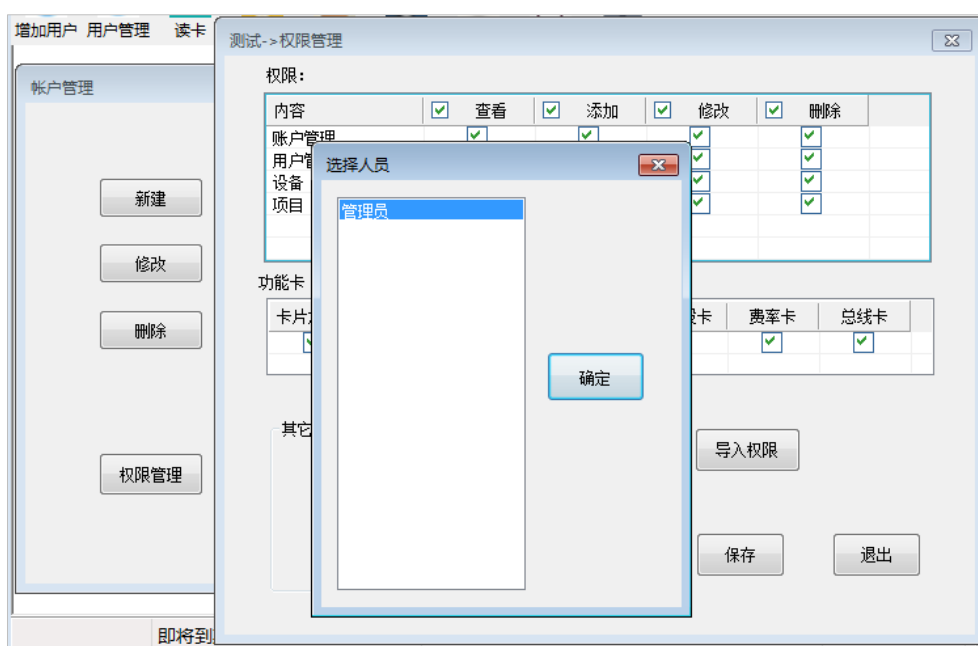 增加用户 用户管理 读卡
测试->权限管理
帐户管理
新建
修改
删除
权限管理
权限：
内容 查看 添加 修改 删除
账户管理
用户管
设备
项目
功能卡
卡片
卡 费率卡 总线卡
其它
导入权限
保存
退出
选择人员
管理员
确定
即将到